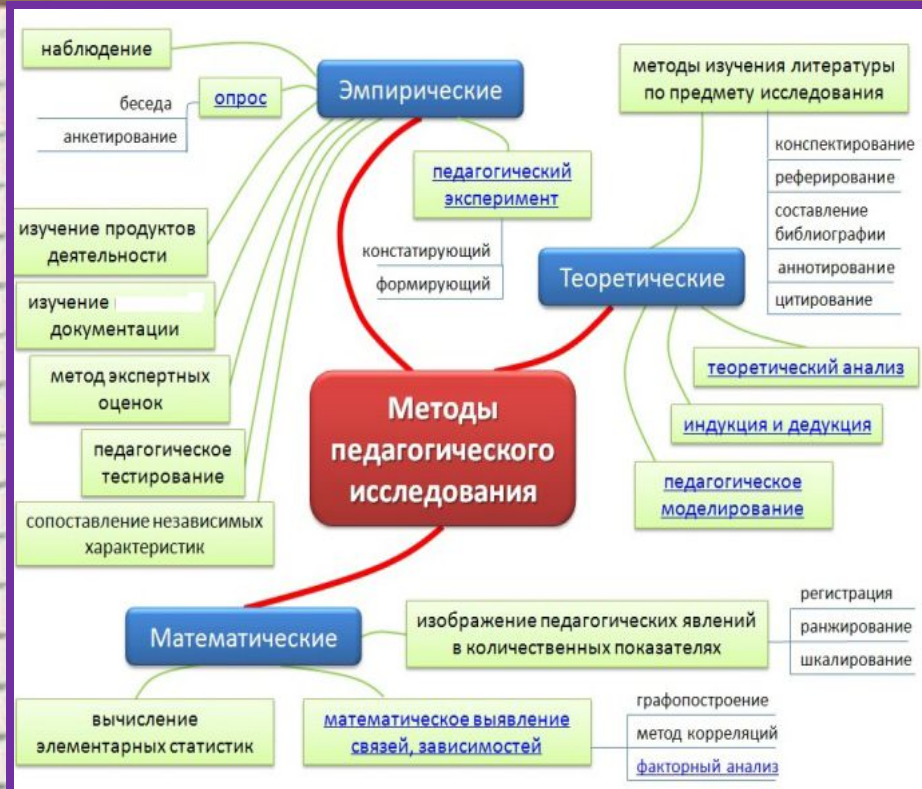 наблюдение
Эмпирические
опрос
беседа
анкетирование
педагогический
эксперимент
констатирующий
формирующий
изучение продуктов
деятельности
изучение
документации
метод экспертных
оценок
педагогическое
тестирование
сопоставление независимых
характеристик
методы изучения литературы
по предмету исследования
конспектирование
реферирование
составление
библиографии
аннотирование
цитирование
Теоретические
теоретический анализ
индукция и дедукция
педагогическое
моделирование
Методы
педагогического
исследования
Математические
изображение педагогических явлений
в количественных показателях
регистрация
ранжирование
шкалирование
вычисление
элементарных статистик
математическое выявление
связей, зависимостей
графопостроение
метод корреляций
факторный анализ